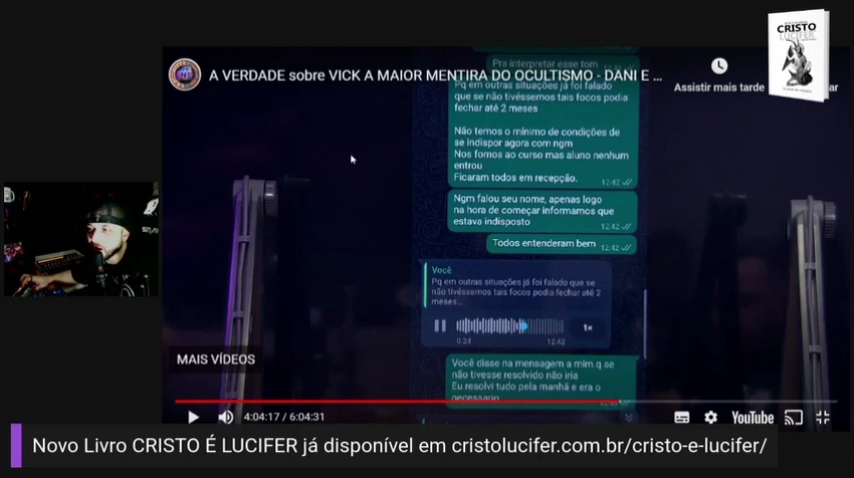 CRISTO
LUCIFER
A VERDADE sobre VICK A MAIOR MENTIRA DO OCULTISMO - DANI E ...
Assistir mais tarde
Pra interpretar esse tom
Pq em outras situações já foi falado
que se não tivéssemos tais focos podia
fechar até 2 meses
Não temos o mínimo de condições de
se indispor agora com ngm
Nos fomos ao curso mas aluno nenhum
entrou
Ficaram todos em recepção.
12:42
Ngm falou seu nome, apenas logo
na hora de começar informamos que
estava indisposto
12:42
Todos entenderam bem 12:42
Você
Pq em outras situações já foi falado que se
não tivéssemos tais focos podia fechar até 2
meses...
1×
0:24 12:42
Você disse na mensagem a mim q se
não tivesse resolvido não iria
Eu resolvi tudo pela manhã e era o
necessario
MAIS VÍDEOS
4:04:17 / 6:04:31
YouTube
Novo Livro CRISTO É LUCIFER já disponível em cristolucifer.com.br/cristo-e-lucifer/